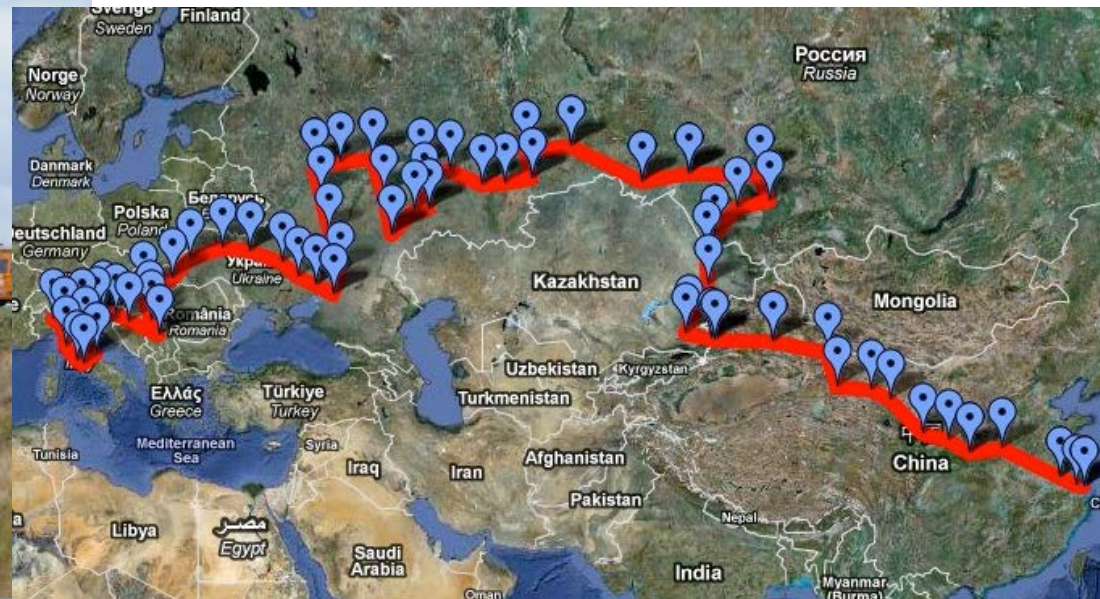 Sverige
Sweden
Finland
Norge
Norway
Россия
Russia
Danmark
Denmark
Беларусь
Polska
Poland
Deutschland
Germany
Ukraine
Kazakhstan
Mongolia
România
Romania
Uzbekistan
Kyrgyzstan
Turkmenistan
Ελλάς
Greece
Türkiye
Turkey
Mediterranean
Sea
Tunisia
Syria
Iraq
Iran
Afghanistan
Pakistan
China
Nepal
Libya
مصر
Egypt
Saudi
Arabia
India
Oman
Myanmar
(Burma)